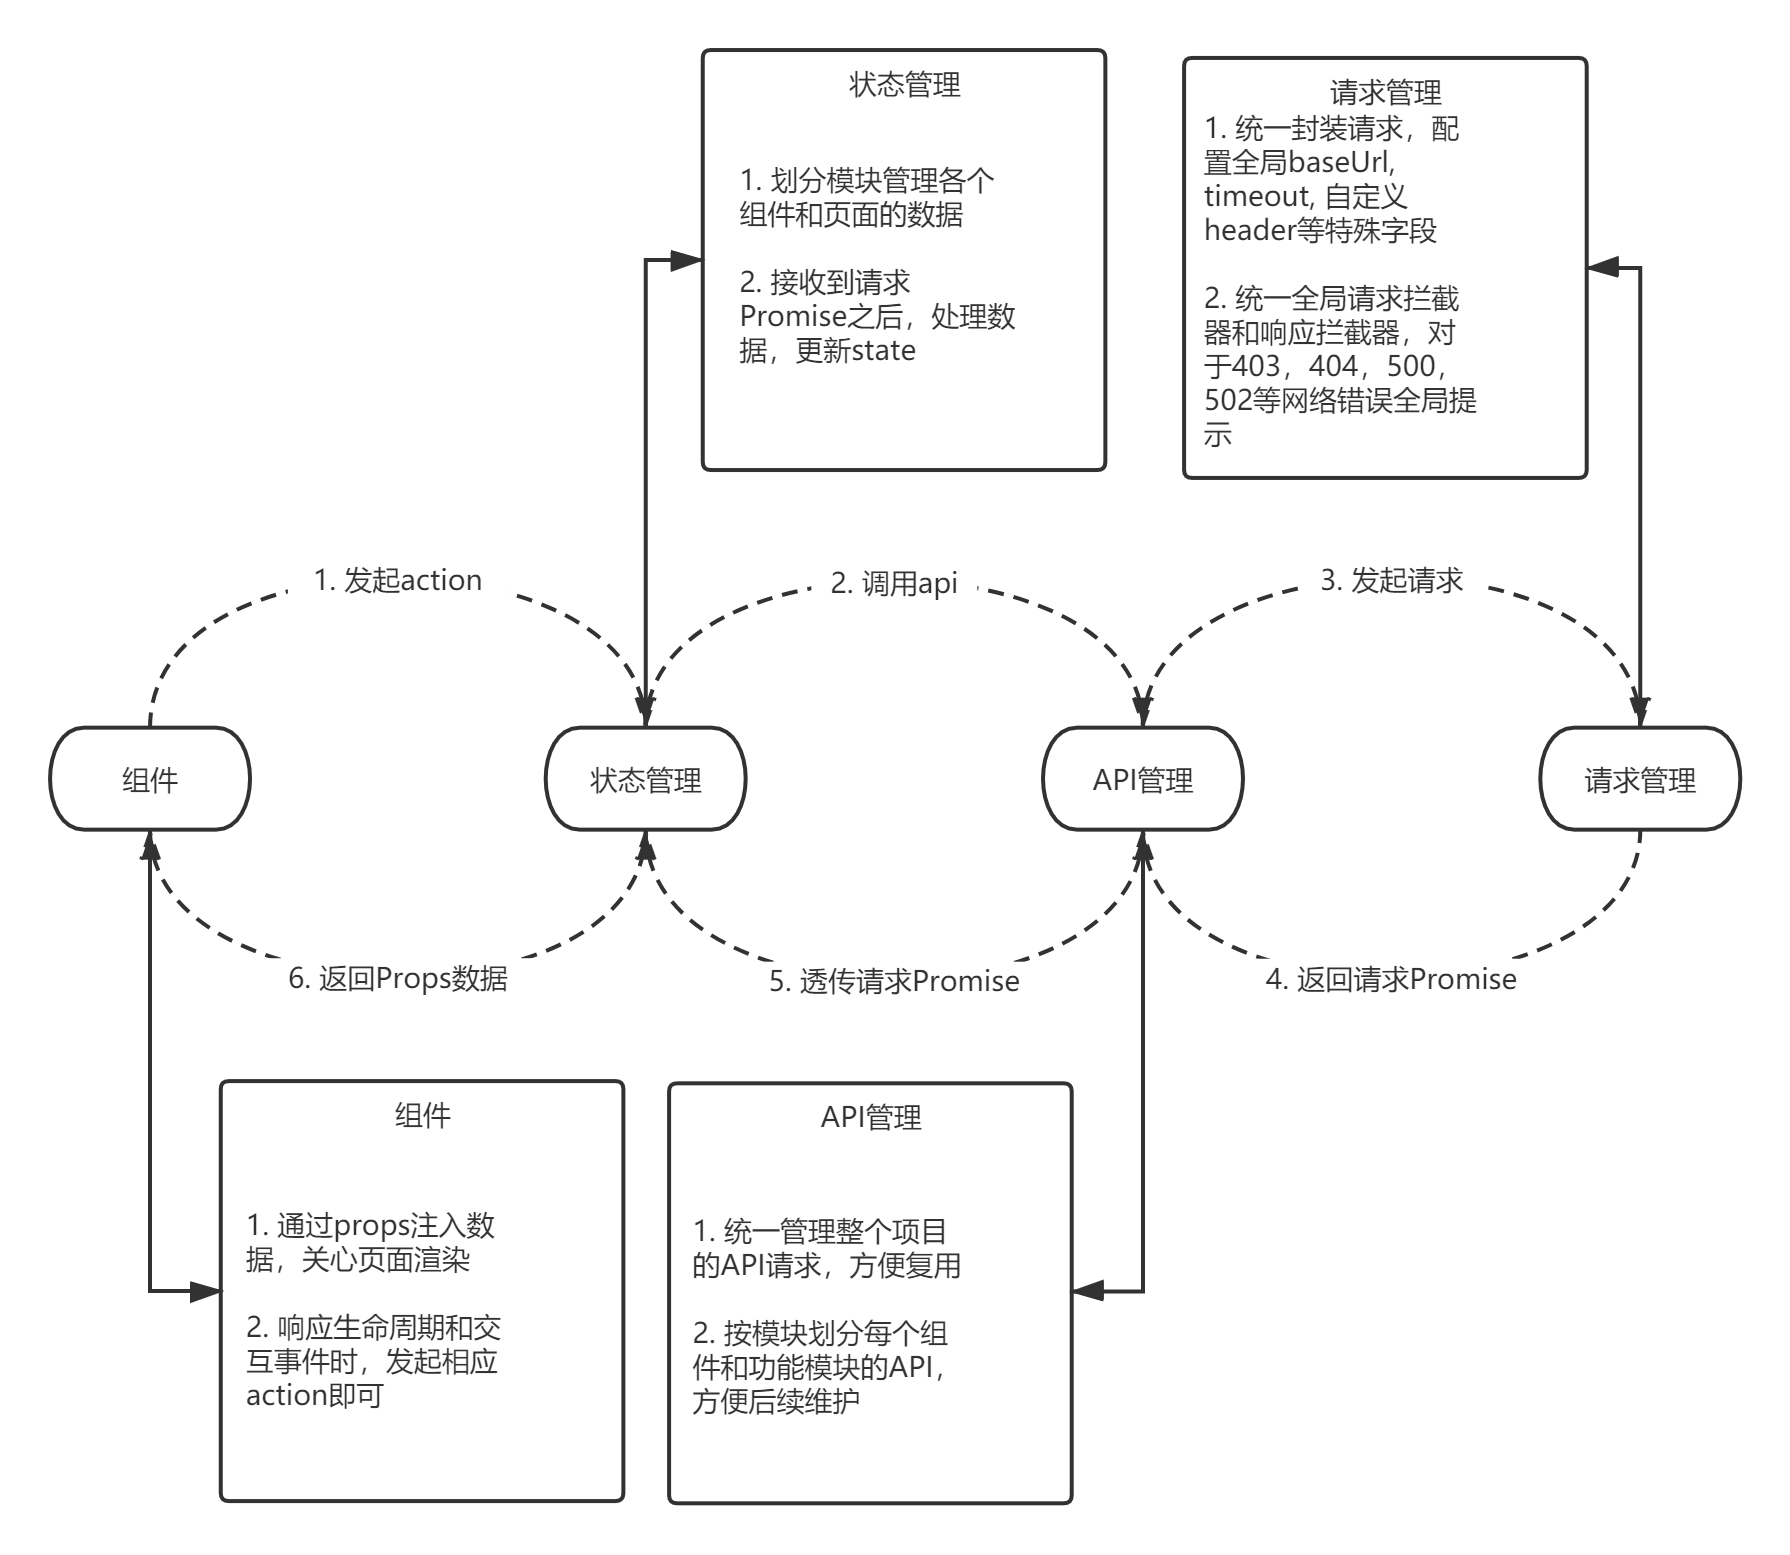 状态管理
1. 划分模块管理各个
组件和页面的数据
2. 接收到请求
Promise之后，处理数
据，更新state
请求管理
1. 统一封装请求，配
置全局baseUrl,
timeout, 自定义
header等特殊字段
2. 统一全局请求拦截
器和响应拦截器，对
于403，404，500，
502等网络错误全局提
示
1. 发起action
2. 调用api
3. 发起请求
组件
状态管理
API管理
请求管理
6. 返回Props数据
5. 透传请求Promise
4. 返回请求Promise
组件
1. 通过props注入数
据，关心页面渲染
2. 响应生命周期和交
互事件时，发起相应
action即可
API管理
1. 统一管理整个项目
的API请求，方便复用
2. 按模块划分每个组
件和功能模块的API，
方便后续维护